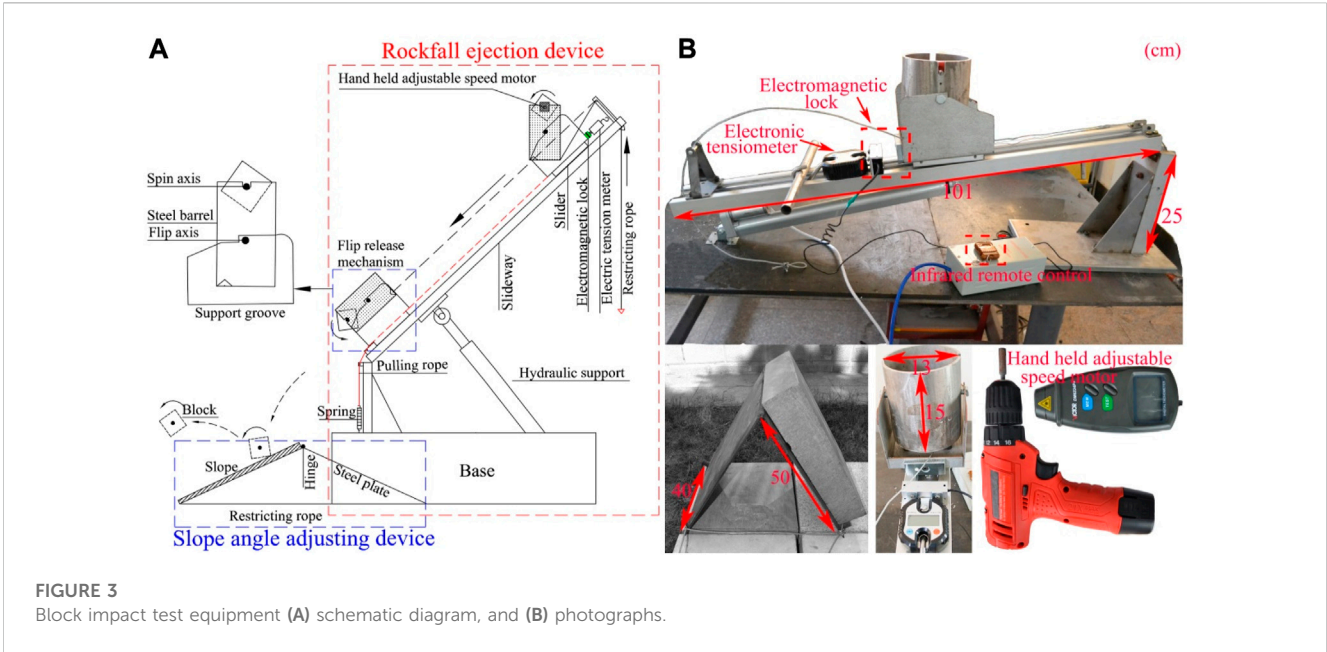 A
Rockfall ejection device
Hand held adjustable speed motor
Spin axis
Steel barrel
Flip axis
Support groove
Flip release
mechanism
Slideway
Slider
Electromagnetic lock
Electric tension meter
Restricting rope
Pulling rope
Hydraulic support
Spring
Block
Slope
Hinge
Steel plate
Base
Restricting rope
Slope angle adjusting device
B
(cm)
Electromagnetic
lock
Electronic
tensiometer
101
25
Infrared remote control
40
50
13
15
Hand held adjustable
speed motor
FIGURE 3
Block impact test equipment (A) schematic diagram, and (B) photographs.